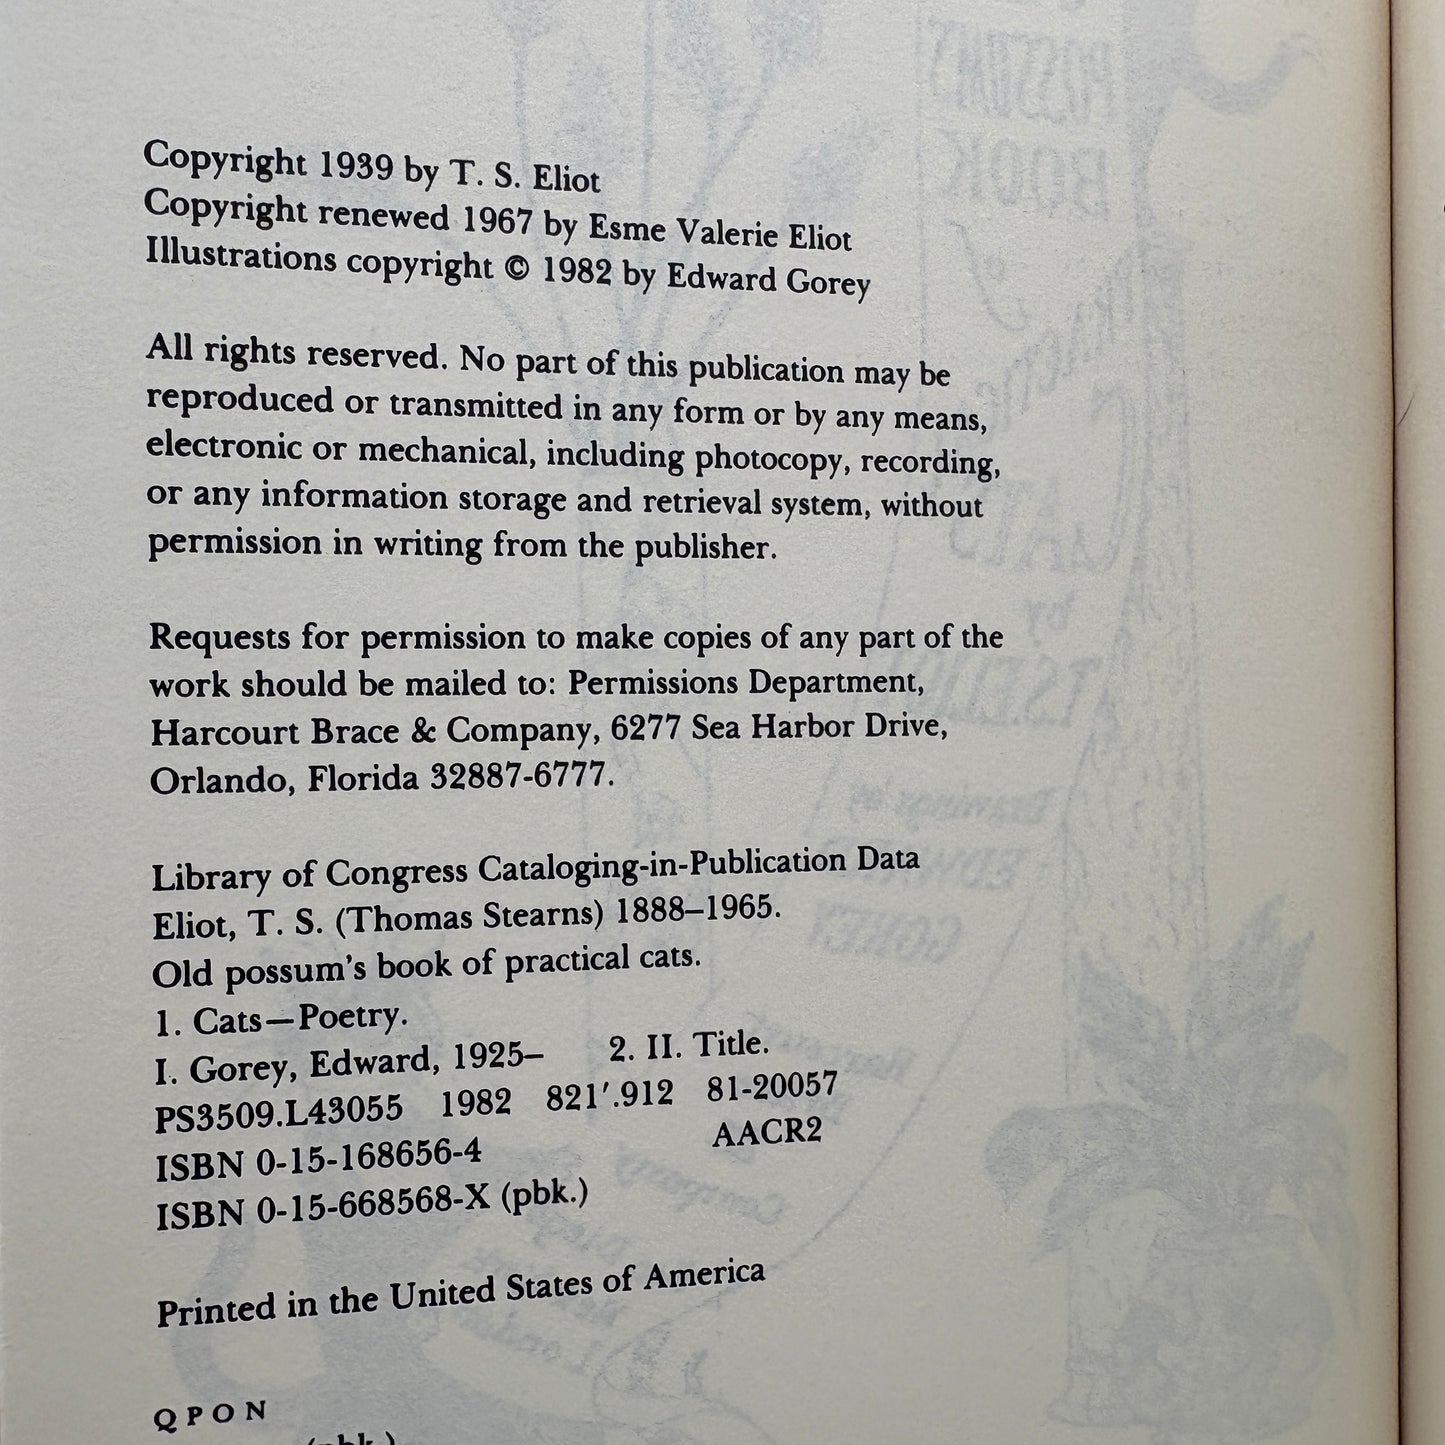 Copyright 1939 by T. S. Eliot
Copyright renewed 1967 by Esme Valerie Eliot
Illustrations copyright © 1982 by Edward Gorey
All rights reserved. No part of this publication may be
reproduced or transmitted in any form or by any means,
electronic or mechanical, including photocopy, recording,
or any information storage and retrieval system, without
permission in writing from the publisher.
Requests for permission to make copies of any part of the
work should be mailed to: Permissions Department,
Harcourt Brace & Company, 6277 Sea Harbor Drive,
Orlando, Florida 32887-6777.
Library of Congress Cataloging-in-Publication Data
Eliot, T. S. (Thomas Stearns) 1888–1965.
Old possum's book of practical cats.
1. Cats—Poetry.
I. Gorey, Edward, 1925– 2. II. Title.
PS3509.L43055 1982 821′.912 81-20057
ISBN 0-15-168656-4 AACR2
ISBN 0-15-668568-X (pbk.)
Printed in the United States of America
Q P O N
(pbk.)